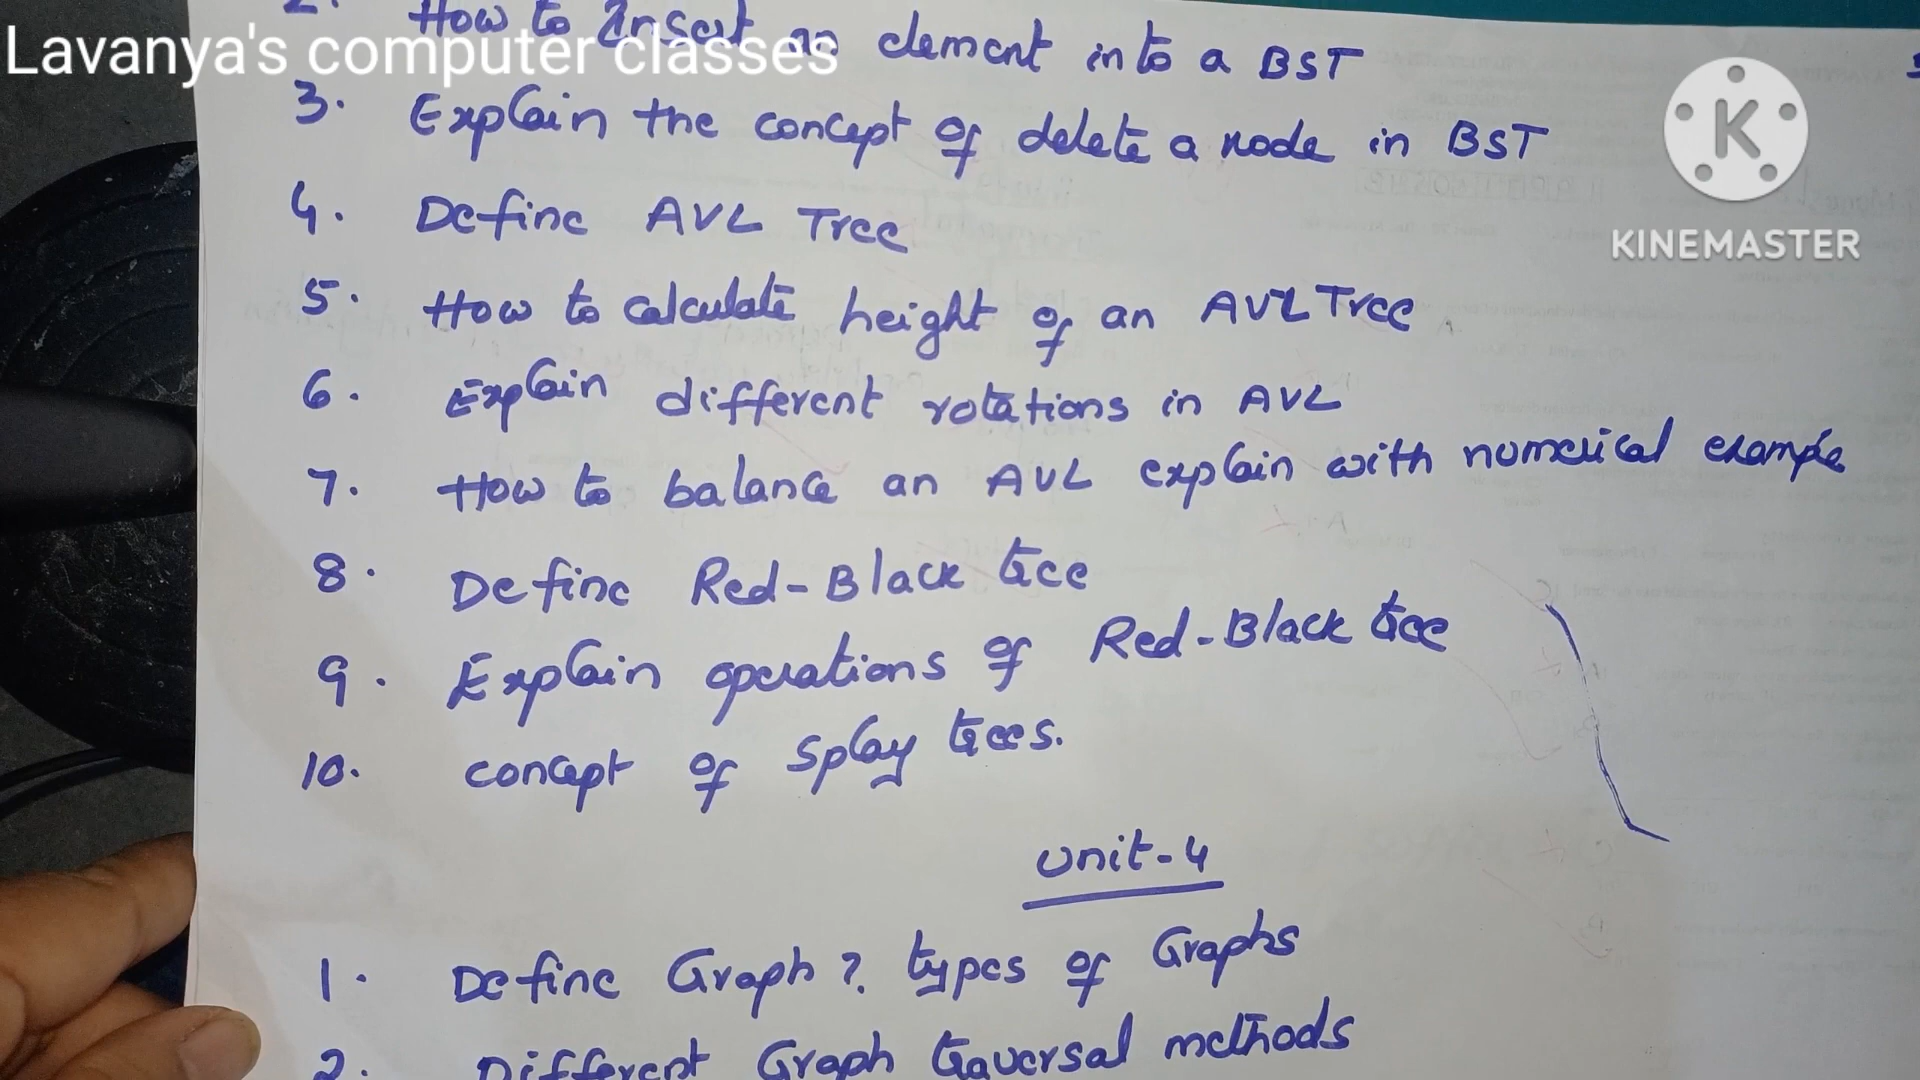 2. How to Insert an element into a BST
Lavanya's computer classes
3. Explain the concept of delete a node in BST
K
KINEMASTER
4. Define AVL Tree
5. How to calculate height of an AVL Tree
6. Explain different rotations in AVL
7. How to balance an AVL explain with numerical example
8. Define Red-Black tree
9. Explain operations of Red-Black tree
10. concept of Splay trees.
Unit-4
1. Define Graph? types of Graphs
2. Different Graph traversal methods